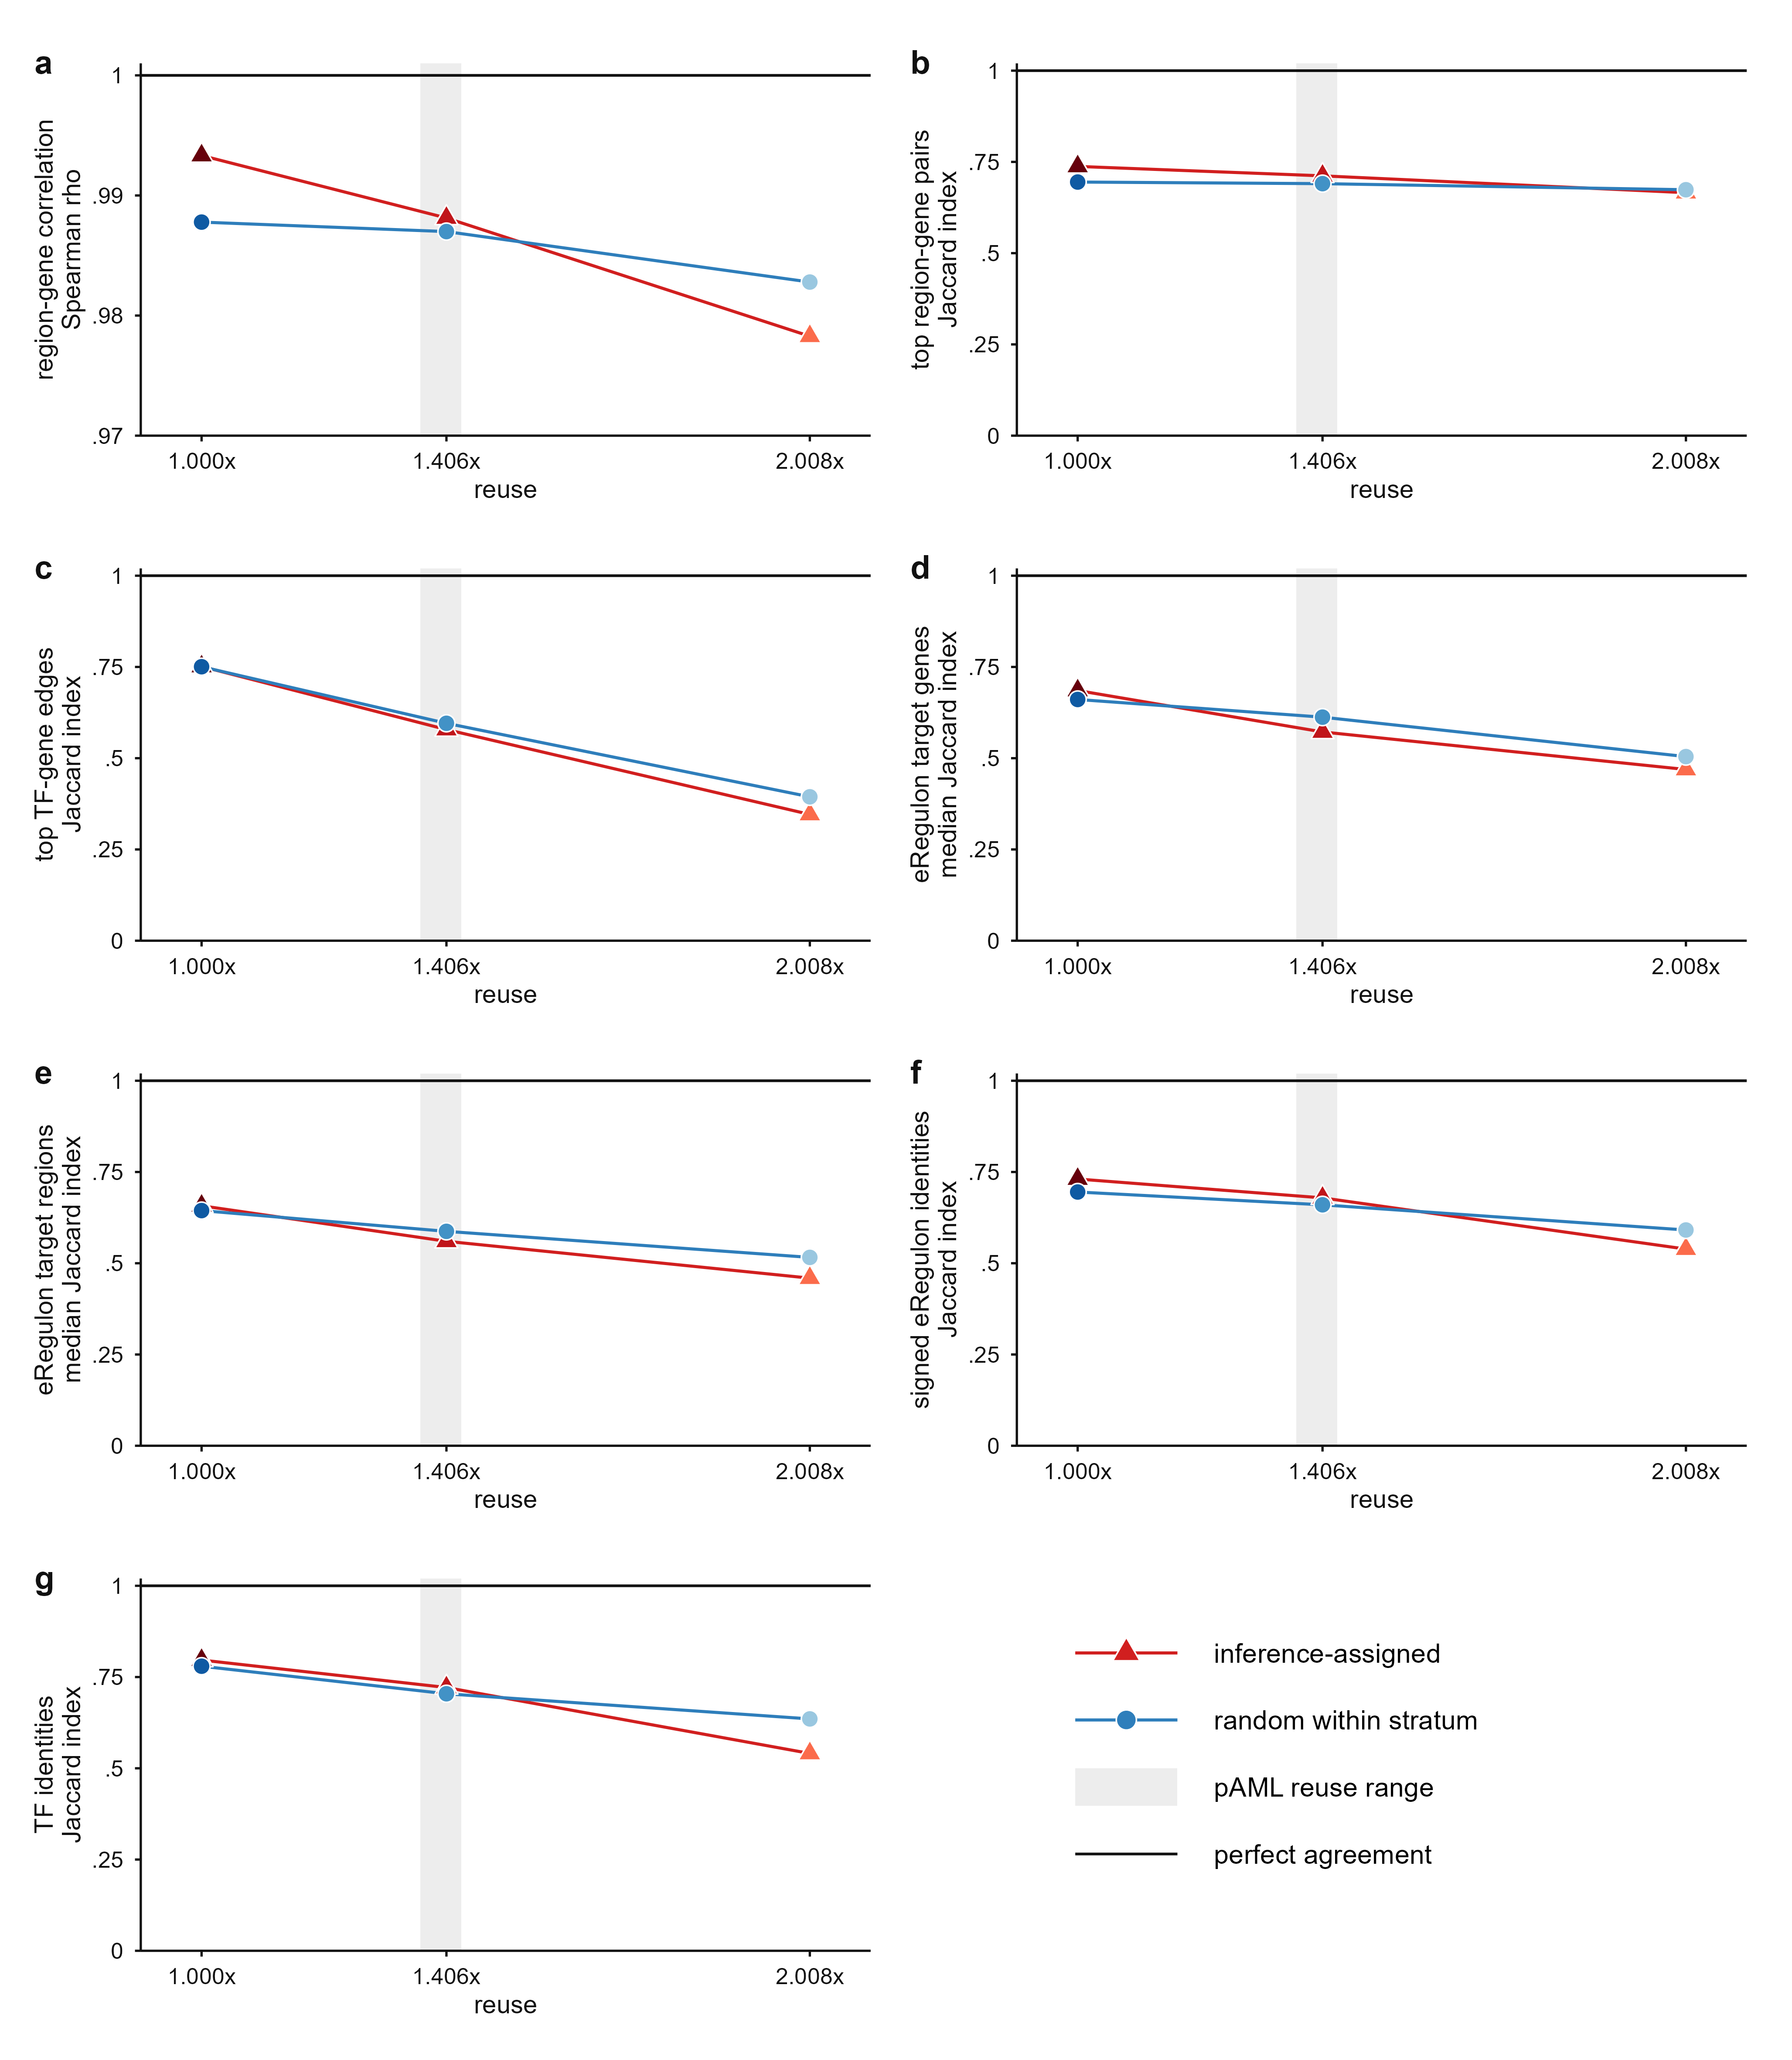 a
1
.99
.98
.97
region-gene correlation
Spearman rho
1.000x
1.406x
2.008x
reuse
b
1
.75
.5
.25
0
top region-gene pairs
Jaccard index
1.000x
1.406x
2.008x
reuse
c
1
.75
.5
.25
0
top TF-gene edges
Jaccard index
1.000x
1.406x
2.008x
reuse
d
1
.75
.5
.25
0
eRegulon target genes
median Jaccard index
1.000x
1.406x
2.008x
reuse
e
1
.75
.5
.25
0
eRegulon target regions
median Jaccard index
1.000x
1.406x
2.008x
reuse
f
1
.75
.5
.25
0
signed eRegulon identities
Jaccard index
1.000x
1.406x
2.008x
reuse
g
1
.75
.5
.25
0
TF identities
Jaccard index
1.000x
1.406x
2.008x
reuse
inference-assigned
random within stratum
pAML reuse range
perfect agreement